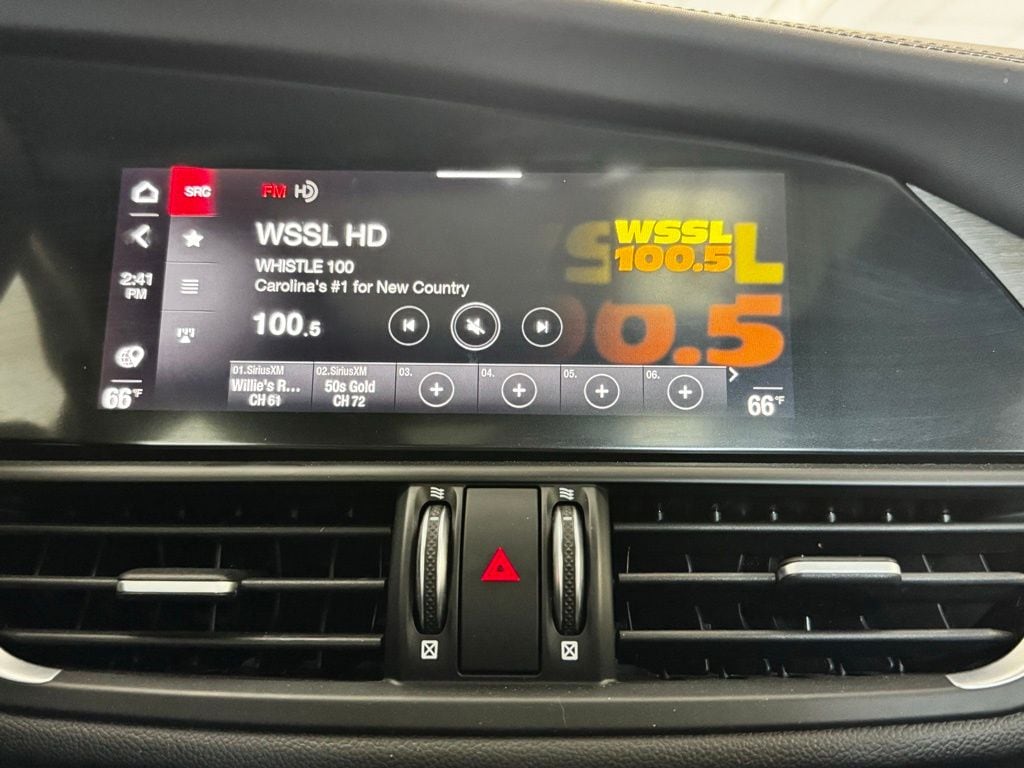 SRC
FM HD
WSSL HD
WHISTLE 100
Carolina's #1 for New Country
100.5
WSSL
100.5
SL
0.5
2:41
PM
01.SiriusXM
Willie's R...
CH 61
02.SiriusXM
50s Gold
CH 72
03.
04.
05.
06.
66°F
66°F